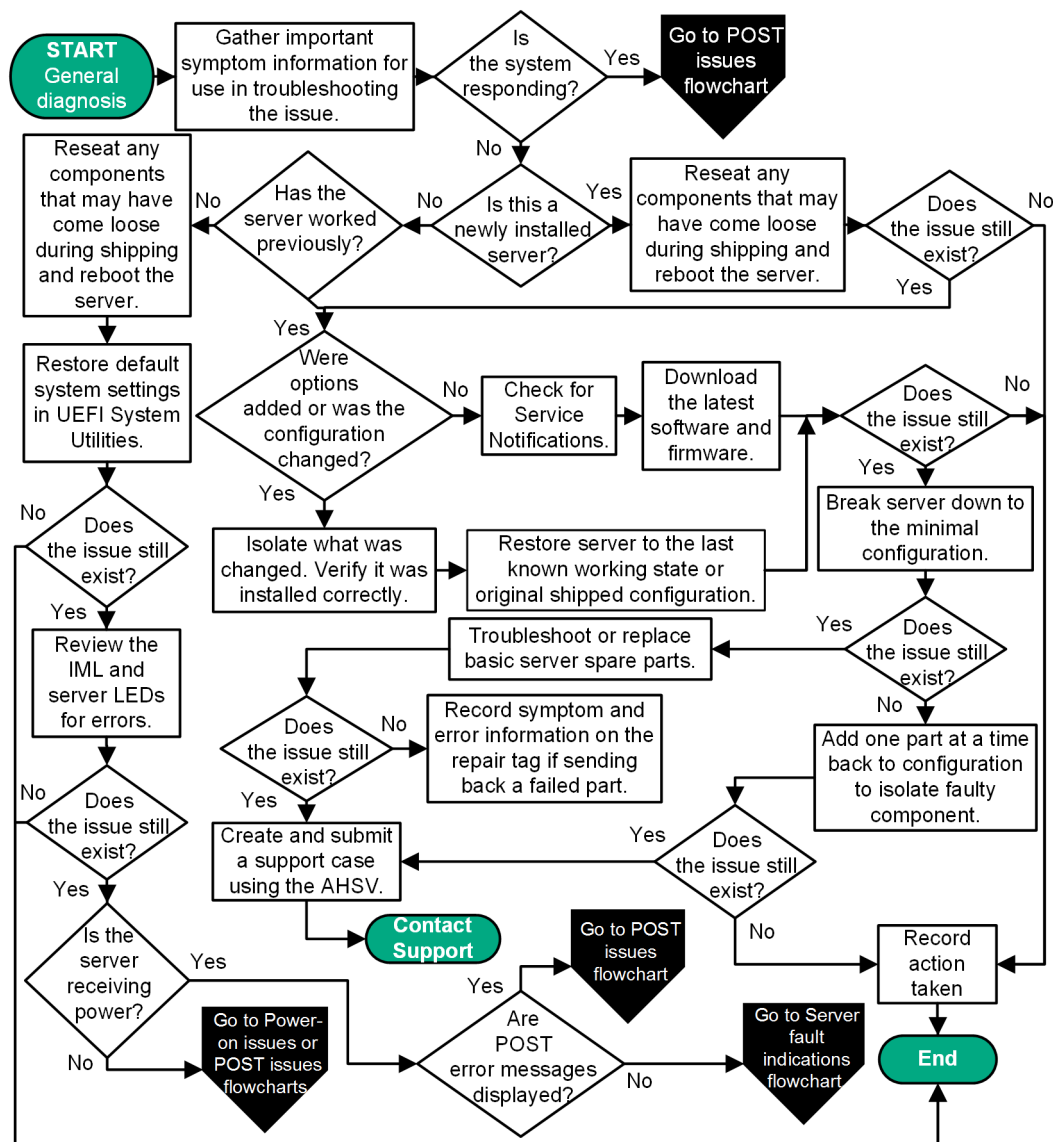 START
General
diagnosis
Gather important
symptom information for
use in troubleshooting
the issue.
Is
the system
responding?
Yes
Go to POST
issues
flowchart
No
Reseat any
components
that may have
come loose
during shipping
and reboot the
server.
No
Has the
server worked
previously?
No
Is this a
newly installed
server?
Yes
Reseat any
components that may
have come loose
during shipping and
reboot the server.
Does
the issue still
exist?
No
Yes
Yes
Restore default
system settings
in UEFI System
Utilities.
Were
options
added or was the
configuration
changed?
No
Check for
Service
Notifications.
Download
the latest
software and
firmware.
Does
the issue still
exist?
No
Yes
Yes
No
Does
the issue still
exist?
Yes
Isolate what was
changed. Verify it was
installed correctly.
Restore server to the last
known working state or
original shipped configuration.
Break server down to
the minimal
configuration.
Review the
IML and
server LEDs
for errors.
Troubleshoot or replace
basic server spare parts.
Yes
Does
the issue still
exist?
No
Does
the issue still
exist?
No
Record symptom and
error information on the
repair tag if sending
back a failed part.
Add one part at a time
back to configuration
to isolate faulty
component.
No
Does
the issue still
exist?
Yes
Yes
Create and submit
a support case
using the AHSV.
Yes
Does
the issue still
exist?
No
Contact
Support
Is the
server
receiving
power?
Yes
No
Go to Power-
on issues or
POST issues
flowcharts
Yes
Go to POST
issues
flowchart
Are
POST
error messages
displayed?
No
Go to Server
fault
indications
flowchart
Record
action
taken
End